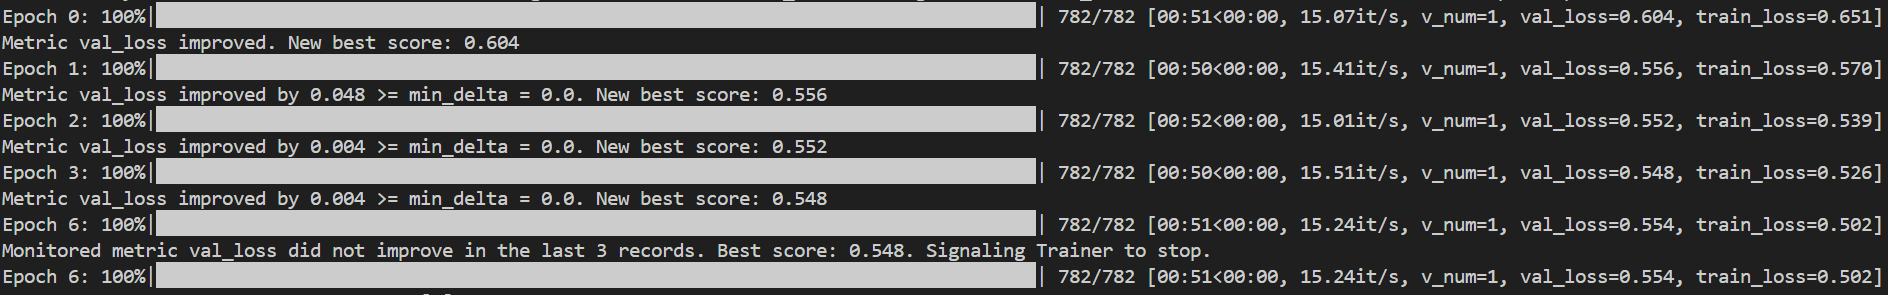 Epoch 0: 100%|          | 782/782 [00:51<00:00, 15.07it/s, v_num=1, val_loss=0.604, train_loss=0.651]
Metric val_loss improved. New best score: 0.604
Epoch 1: 100%|          | 782/782 [00:50<00:00, 15.41it/s, v_num=1, val_loss=0.556, train_loss=0.570]
Metric val_loss improved by 0.048 >= min_delta = 0.0. New best score: 0.556
Epoch 2: 100%|          | 782/782 [00:52<00:00, 15.01it/s, v_num=1, val_loss=0.552, train_loss=0.539]
Metric val_loss improved by 0.004 >= min_delta = 0.0. New best score: 0.552
Epoch 3: 100%|          | 782/782 [00:50<00:00, 15.51it/s, v_num=1, val_loss=0.548, train_loss=0.526]
Metric val_loss improved by 0.004 >= min_delta = 0.0. New best score: 0.548
Epoch 6: 100%|          | 782/782 [00:51<00:00, 15.24it/s, v_num=1, val_loss=0.554, train_loss=0.502]
Monitored metric val_loss did not improve in the last 3 records. Best score: 0.548. Signaling Trainer to stop.
Epoch 6: 100%|          | 782/782 [00:51<00:00, 15.24it/s, v_num=1, val_loss=0.554, train_loss=0.502]